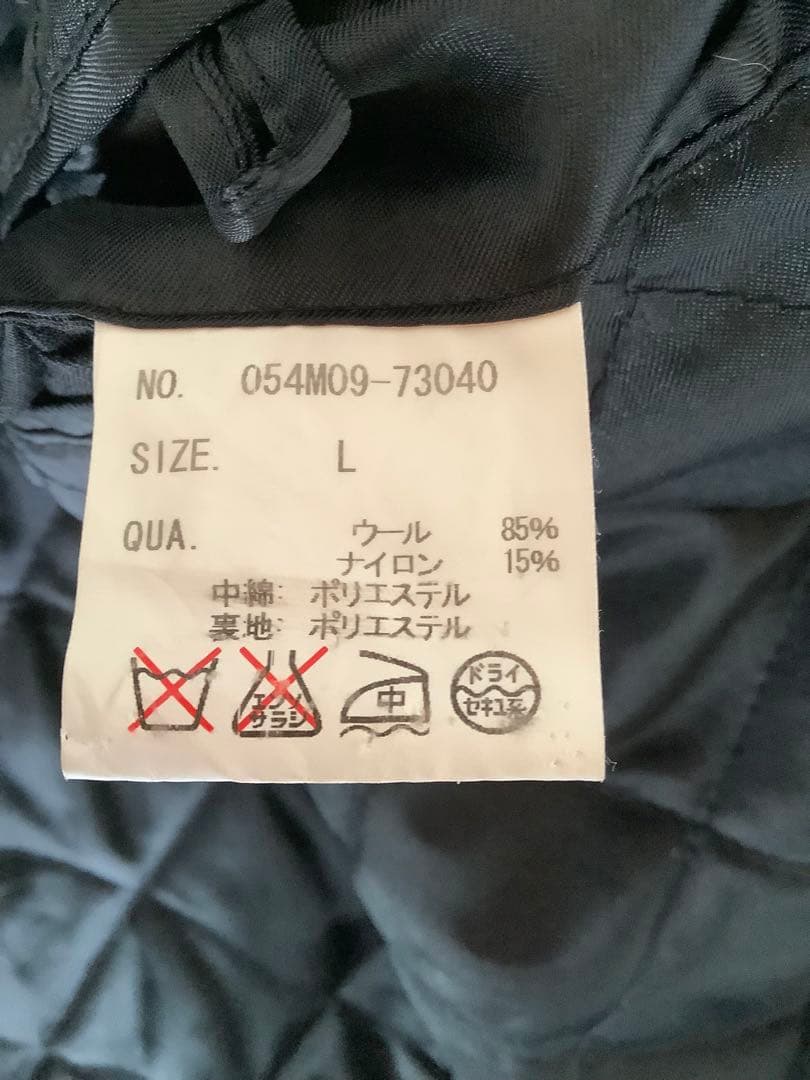 NO. 054M09-73040
SIZE. L
QUA. ウール 85%
ナイロン 15%
中綿: ポリエステル
裏地: ポリエステル
エンソ
サラシ
中
ドライ
セキユ系